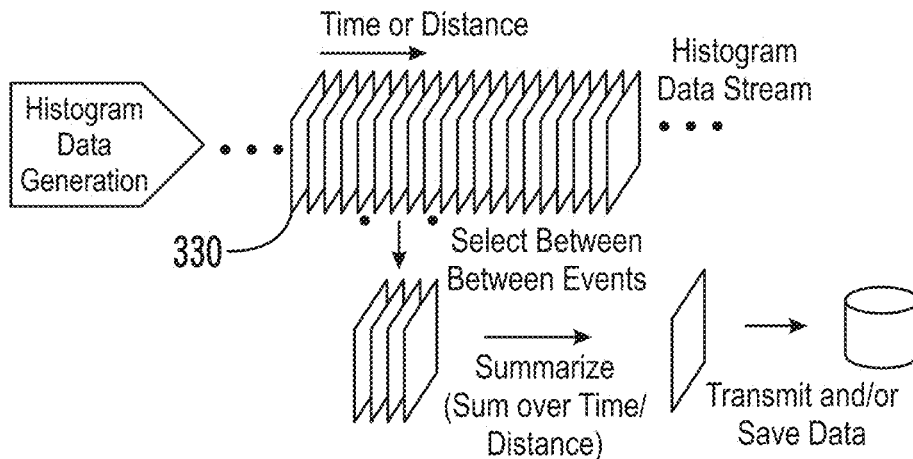 Time or Distance
Histogram
Data Stream
Histogram
Data
Generation
330
Select Between
Between Events
Summarize
(Sum over Time/
Distance)
Transmit and/or
Save Data